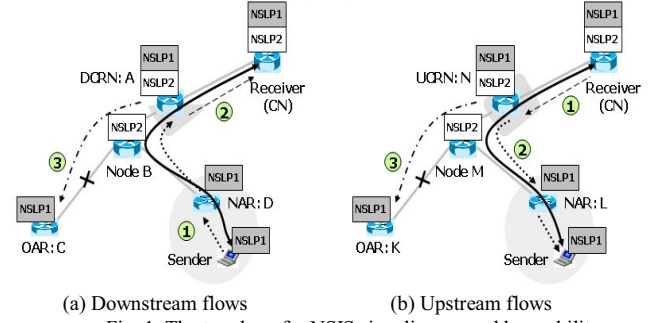 NSLP1
NSLP2
NSLP1
NSLP2
DCRN: A
Receiver
(CN)
2
NSLP2
3
Node B
NSLP1
OAR: C
NSLP1
NAR: D
1
NSLP1
Sender
(a) Downstream flows
NSLP1
NSLP2
NSLP1
NSLP2
UCRN: N
Receiver
(CN)
1
NSLP2
2
3
Node M
NSLP1
OAR: K
NSLP1
NAR: L
NSLP1
Sender
(b) Upstream flows